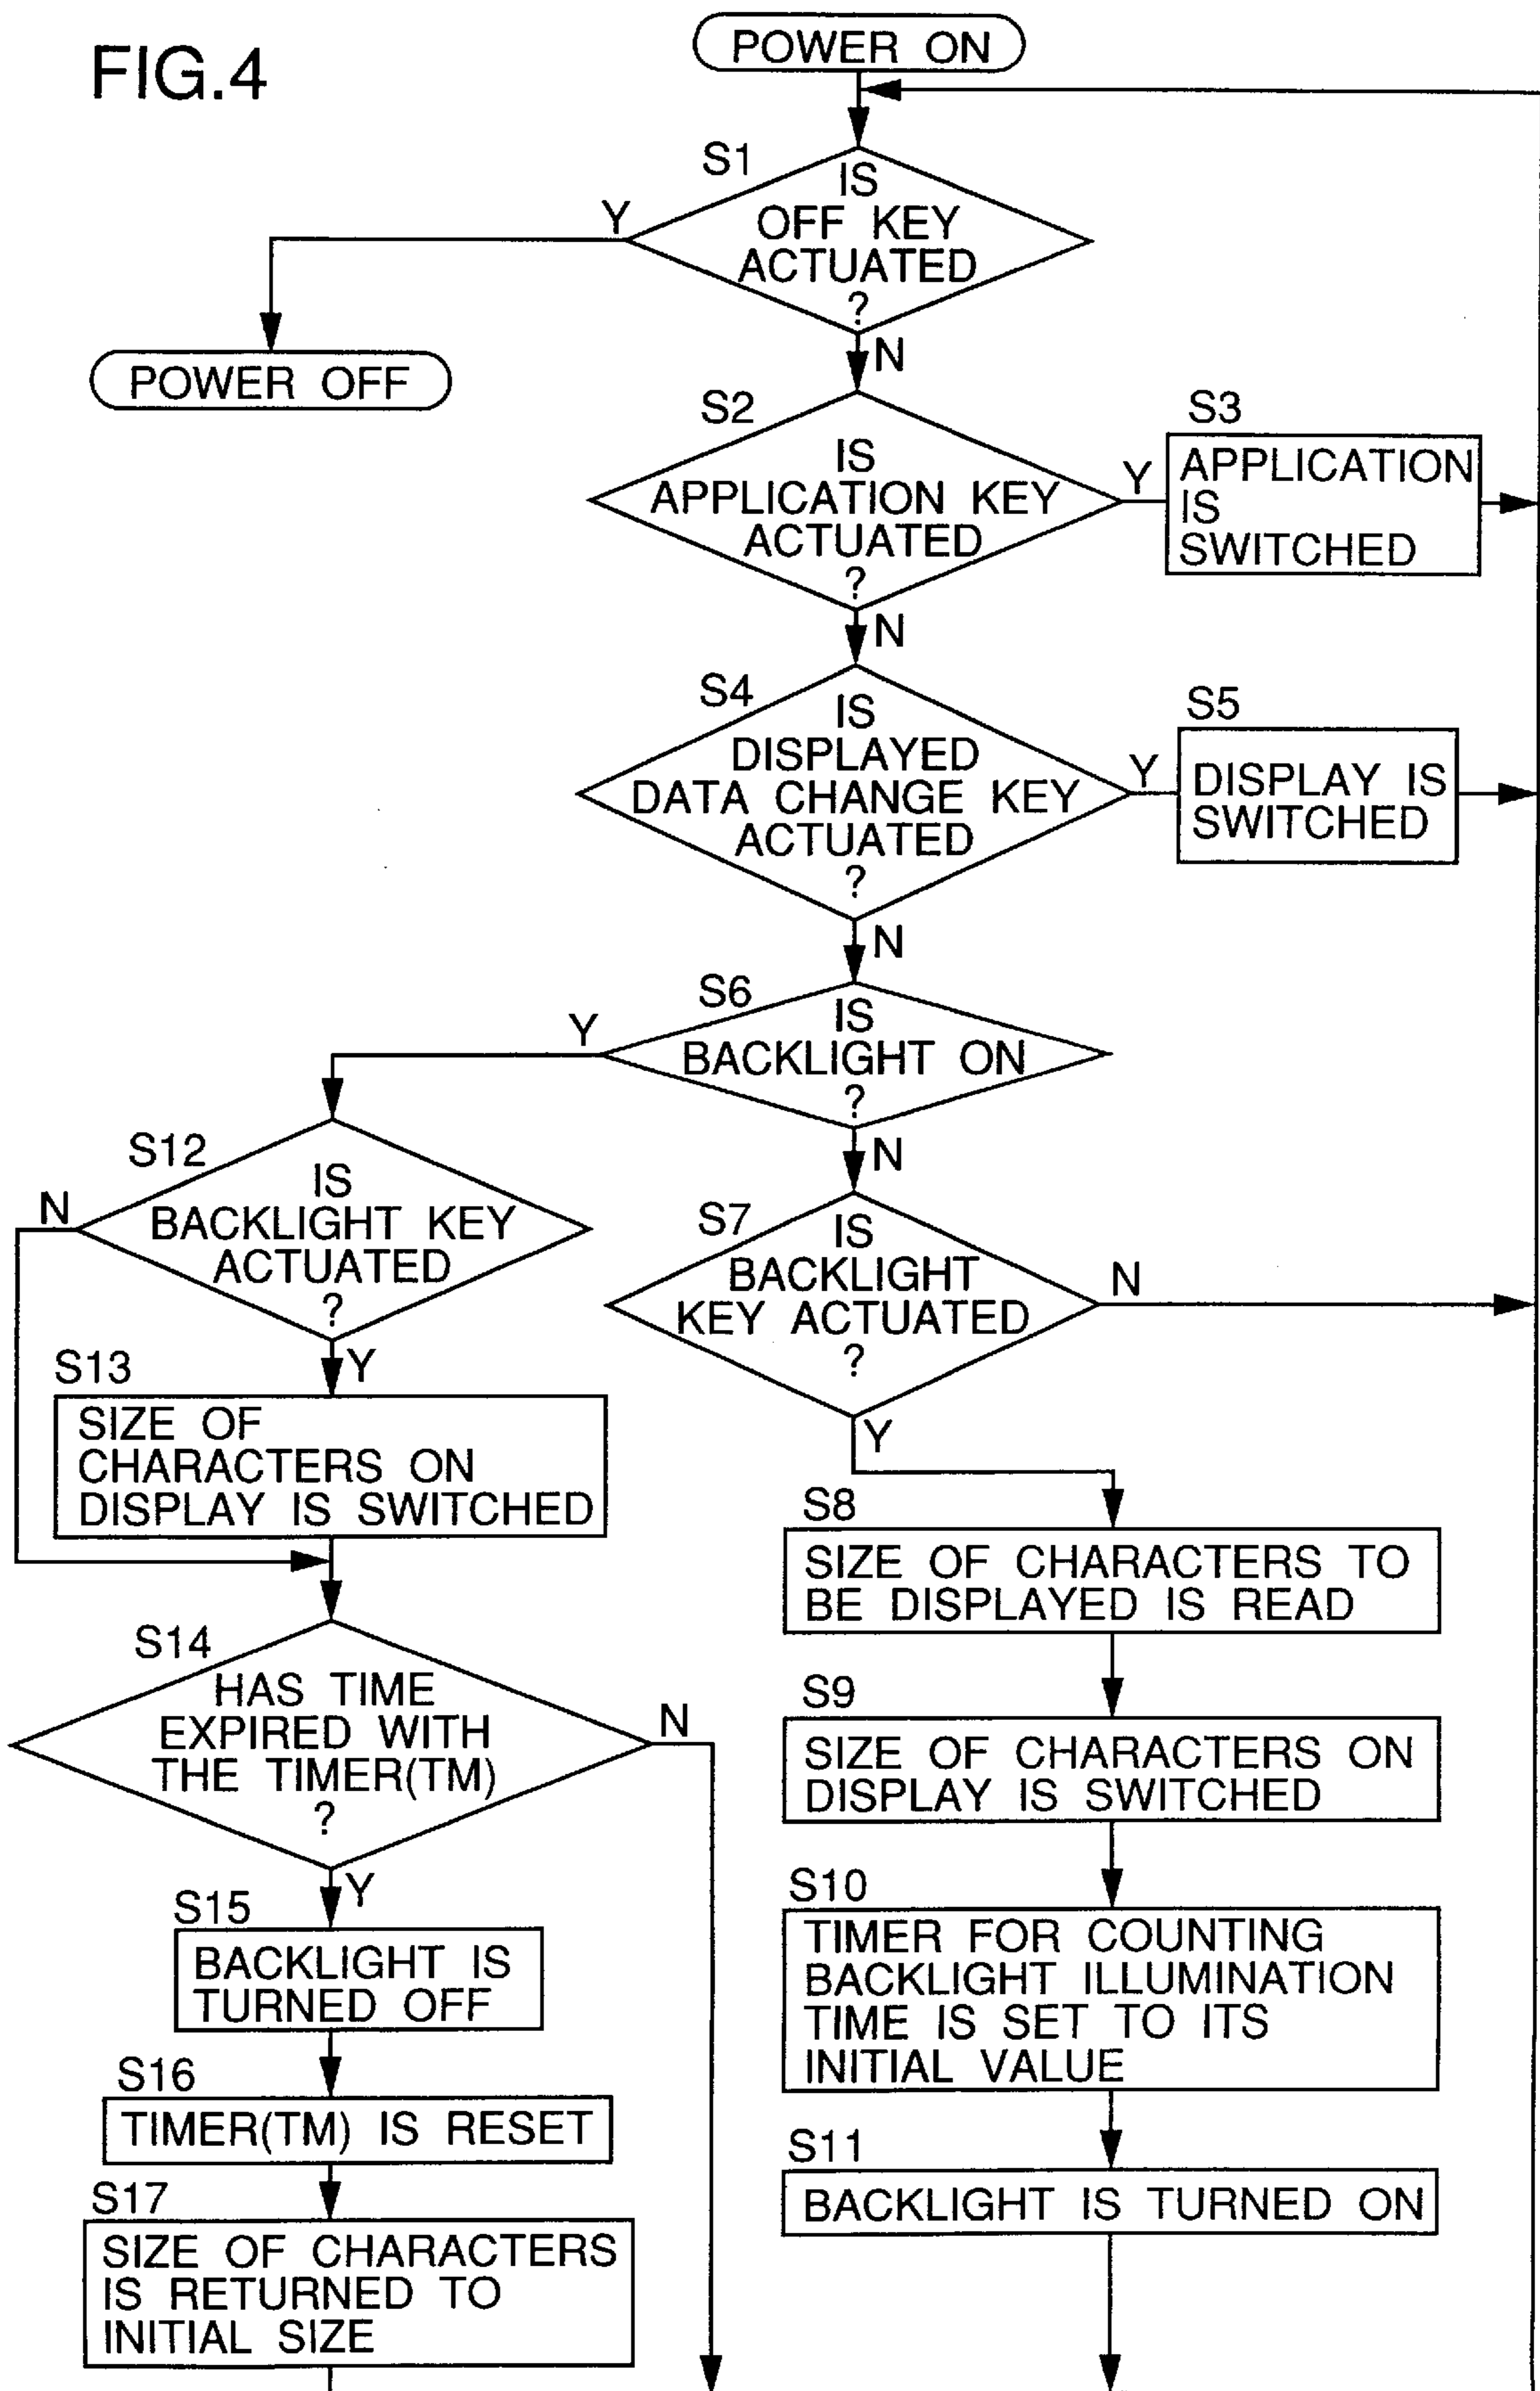 FIG.4
POWER ON
S1
IS
OFF KEY
ACTUATED
?
Y
N
POWER OFF
S2
IS
APPLICATION KEY
ACTUATED
?
Y
N
S3
APPLICATION
IS
SWITCHED
S4
IS
DISPLAYED
DATA CHANGE KEY
ACTUATED
?
Y
N
S5
DISPLAY IS
SWITCHED
S6
IS
BACKLIGHT ON
?
Y
N
S12
IS
BACKLIGHT KEY
ACTUATED
?
N
Y
S7
IS
BACKLIGHT
KEY ACTUATED
?
N
Y
S13
SIZE OF
CHARACTERS ON
DISPLAY IS SWITCHED
S8
SIZE OF CHARACTERS TO
BE DISPLAYED IS READ
S14
HAS TIME
EXPIRED WITH
THE TIMER(TM)
?
N
Y
S9
SIZE OF CHARACTERS ON
DISPLAY IS SWITCHED
S15
BACKLIGHT IS
TURNED OFF
S10
TIMER FOR COUNTING
BACKLIGHT ILLUMINATION
TIME IS SET TO ITS
INITIAL VALUE
S16
TIMER(TM) IS RESET
S11
BACKLIGHT IS TURNED ON
S17
SIZE OF CHARACTERS
IS RETURNED TO
INITIAL SIZE